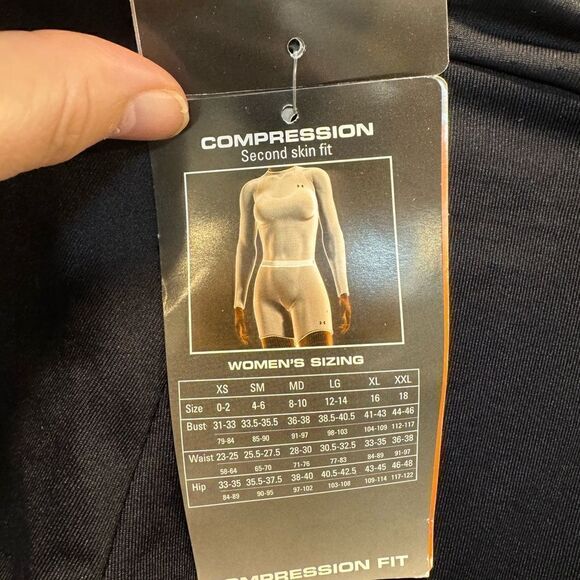 COMPRESSION
Second skin fit
WOMEN'S SIZING
XS SM MD LG XL XXL
Size 0-2 4-6 8-10 12-14 16 18
Bust 31-33 33.5-35.5 36-38 38.5-40.5 41-43 44-46
79-84 85-90 91-97 98-103 104-109 112-117
Waist 23-25 25.5-27.5 28-30 30.5-32.5 33-35 36-38
58-64 65-70 71-76 77-83 84-89 91-97
Hip 33-35 35.5-37.5 38-40 40.5-42.5 43-45 46-48
84-89 90-95 97-102 103-108 109-114 117-122
OMPRESSION FIT